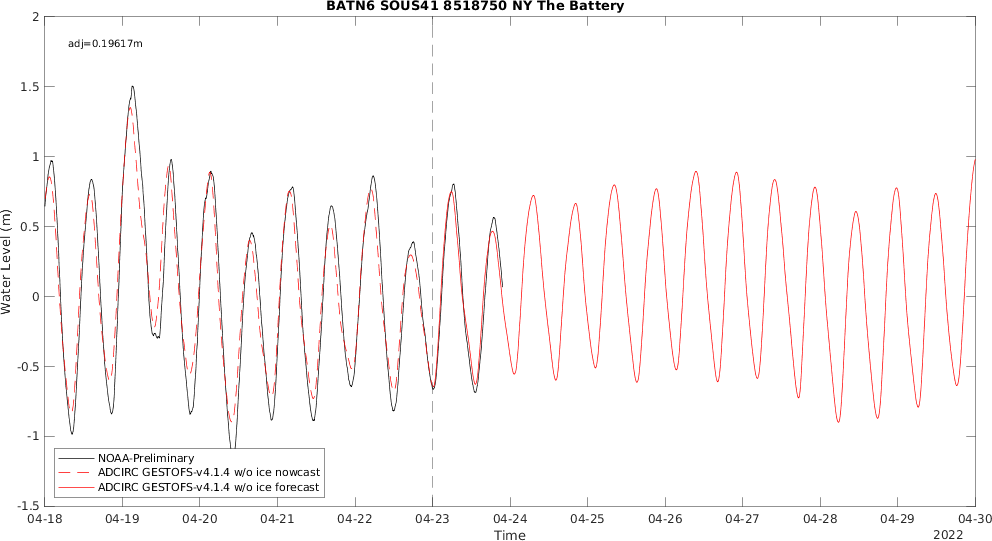 BATN6 SOUS41 8518750 NY The Battery
adj=0.19617m
2
1.5
1
0.5
0
-0.5
-1
-1.5
Water Level (m)
NOAA-Preliminary
ADCIRC GESTOFS-v4.1.4 w/o ice nowcast
ADCIRC GESTOFS-v4.1.4 w/o ice forecast
04-18 04-19 04-20 04-21 04-22 04-23 04-24 04-25 04-26 04-27 04-28 04-29 04-30
Time
2022